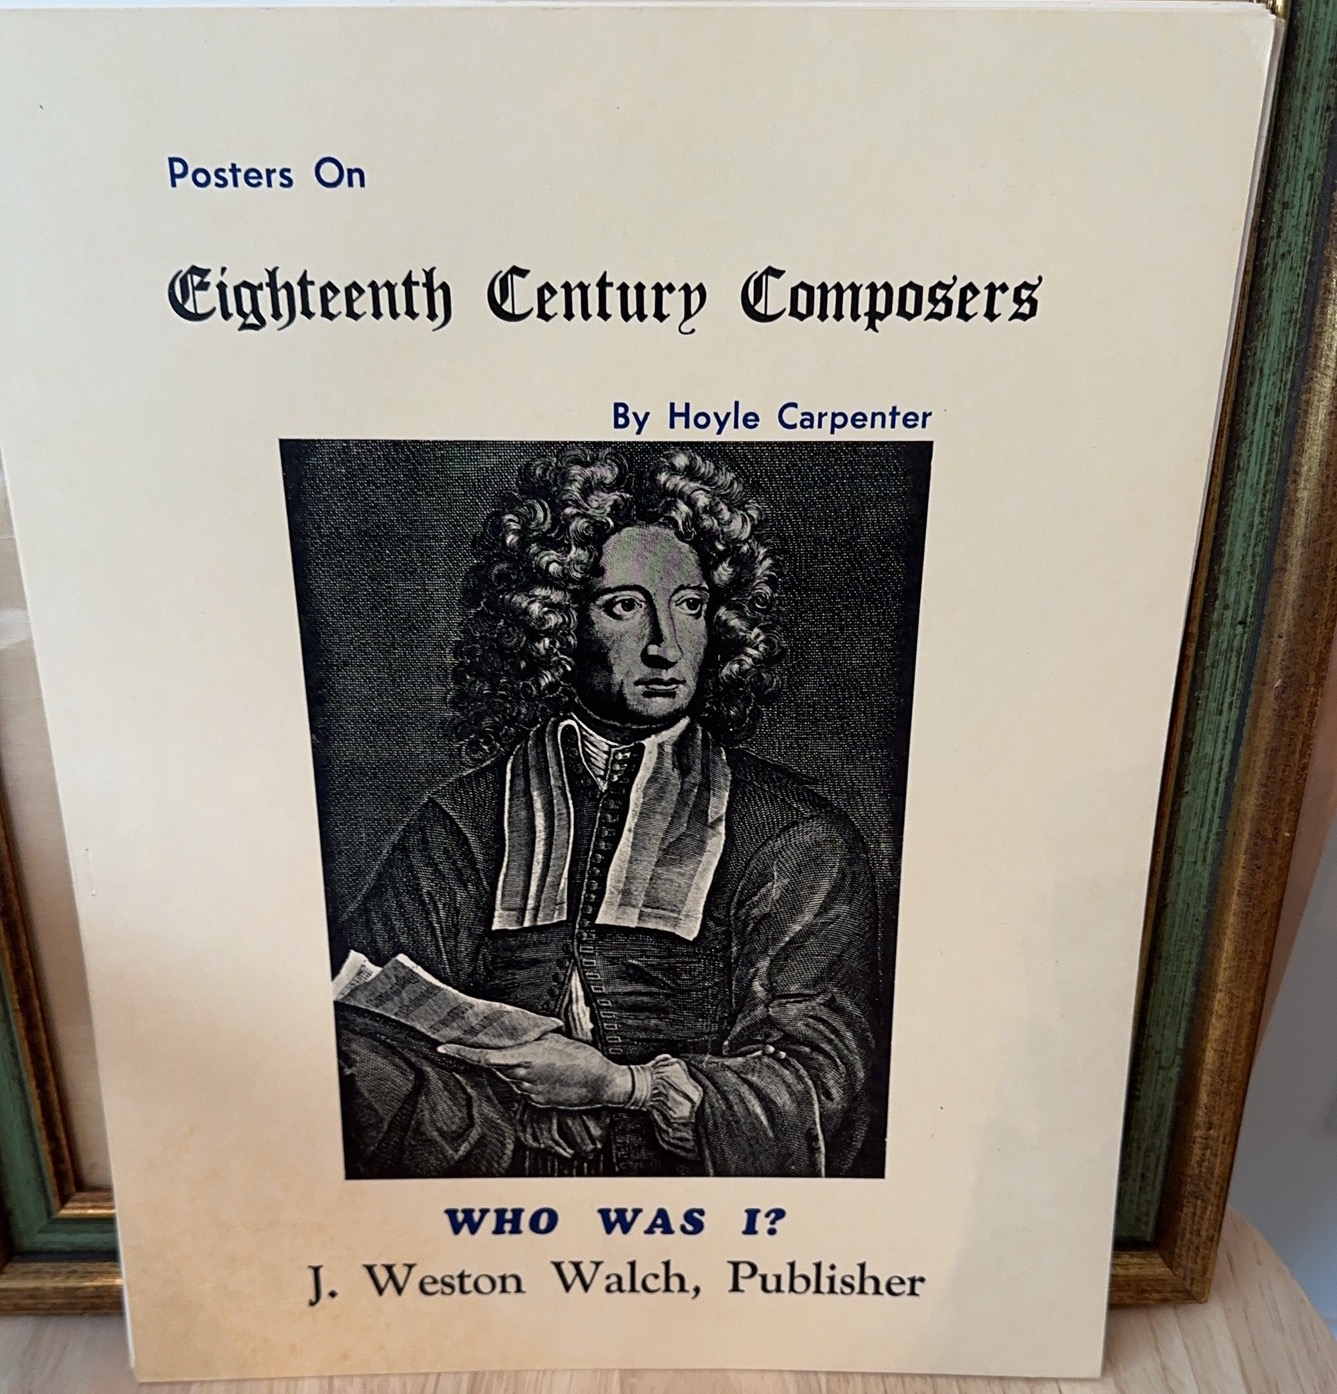 Posters On
Eighteenth Century Composers
By Hoyle Carpenter
WHO WAS I?
J. Weston Walch, Publisher